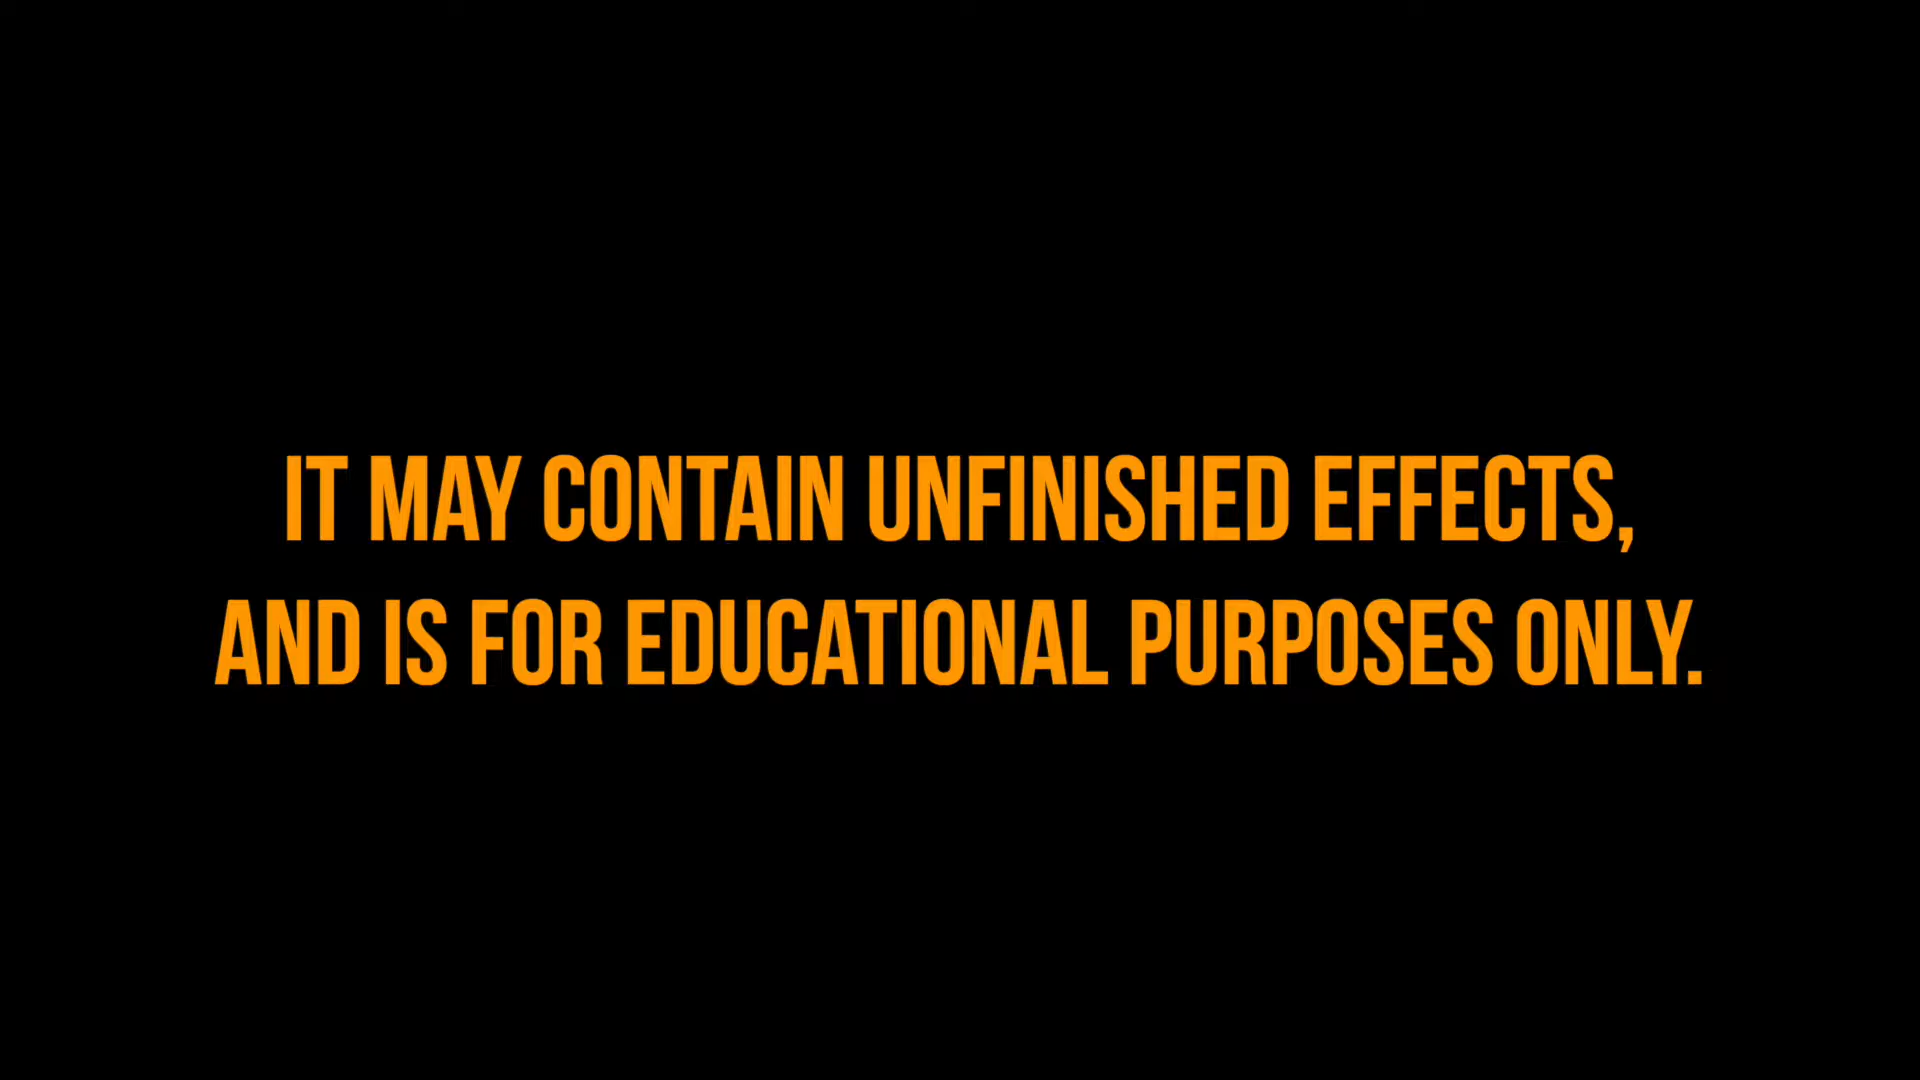 IT MAY CONTAIN UNFINISHED EFFECTS,
AND IS FOR EDUCATIONAL PURPOSES ONLY.